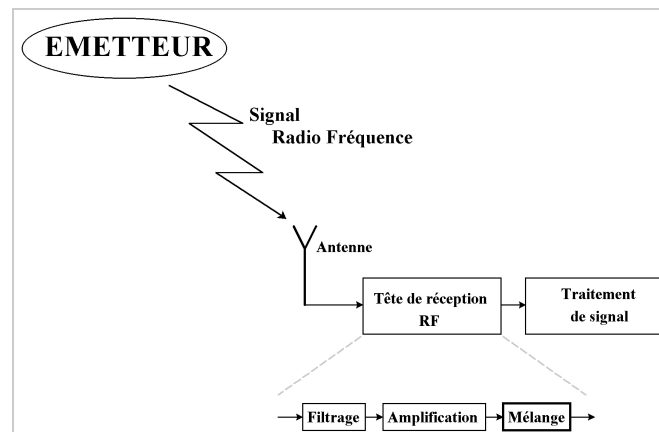 EMETTEUR
Signal
Radio Fréquence
Antenne
Tête de réception
RF
Traitement
de signal
Filtrage
Amplification
Mélange